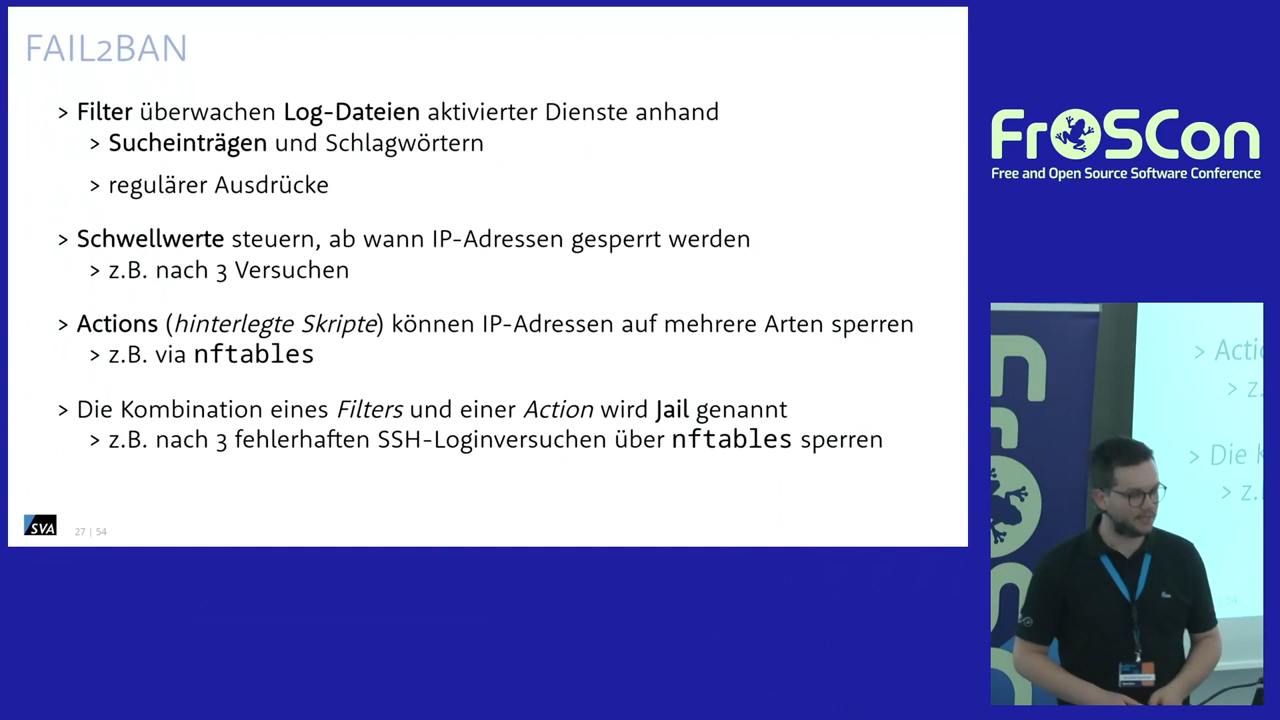 FAIL2BAN
> Filter überwachen Log-Dateien aktivierter Dienste anhand
> Sucheinträgen und Schlagwörtern
> regulärer Ausdrücke
> Schwellwerte steuern, ab wann IP-Adressen gesperrt werden
> z.B. nach 3 Versuchen
> Actions (hinterlegte Skripte) können IP-Adressen auf mehrere Arten sperren
> z.B. via nftables
> Die Kombination eines Filters und einer Action wird Jail genannt
> z.B. nach 3 fehlerhaften SSH-Loginversuchen über nftables sperren
SVA
27 | 54
FrOSCon
Free and Open Source Software Conference
> Acti
> z.
> Die K
> z.